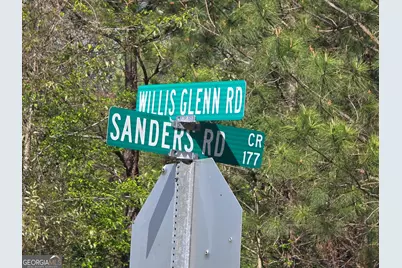 WILLIS GLENN RD
SANDERS RD CR
177
GEORGIA